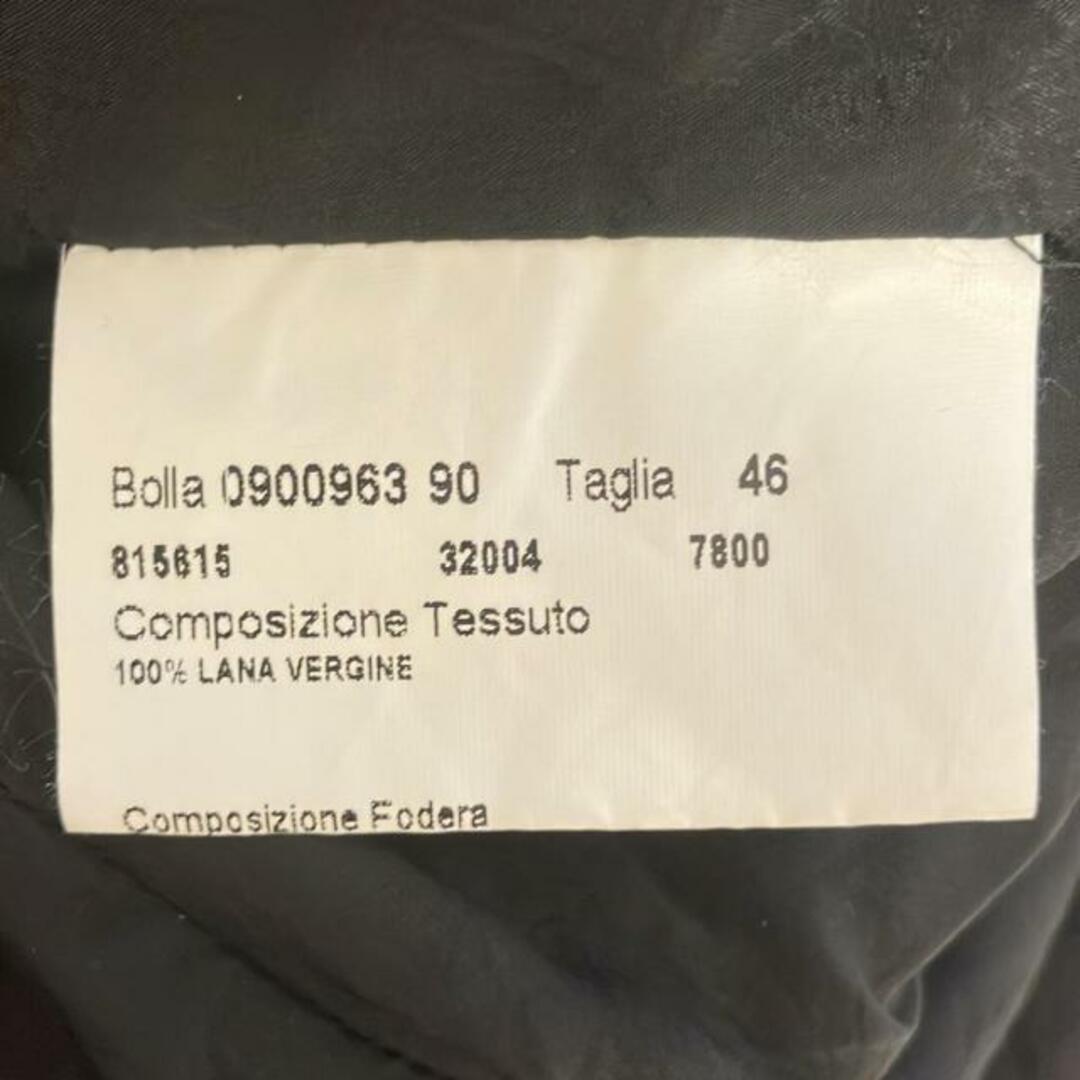 Bolla 0900963 90 Taglia 46
815615 32004 7800
Composizione Tessuto
100% LANA VERGINE
Composizione Fodera